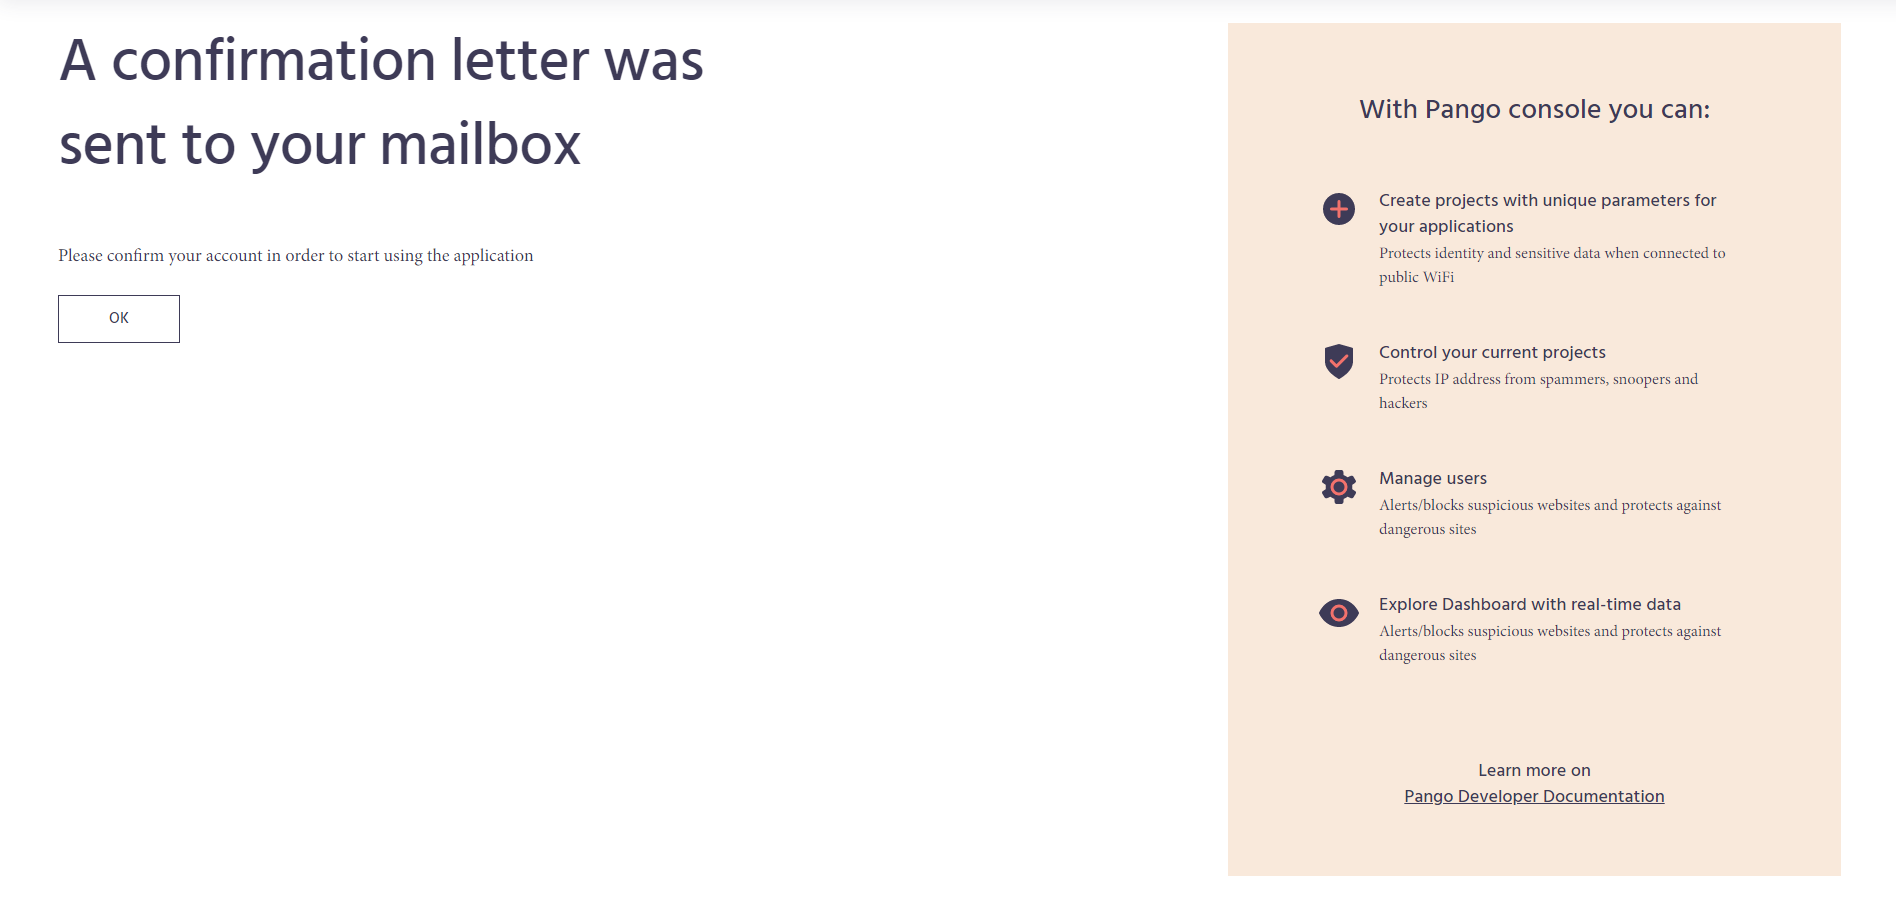 A confirmation letter was
sent to your mailbox
Please confirm your account in order to start using the application
OK
With Pango console you can:
Create projects with unique parameters for
your applications
Protects identity and sensitive data when connected to
public WiFi
Control your current projects
Protects IP address from spammers, snoopers and
hackers
Manage users
Alerts/blocks suspicious websites and protects against
dangerous sites
Explore Dashboard with real-time data
Alerts/blocks suspicious websites and protects against
dangerous sites
Learn more on
Pango Developer Documentation